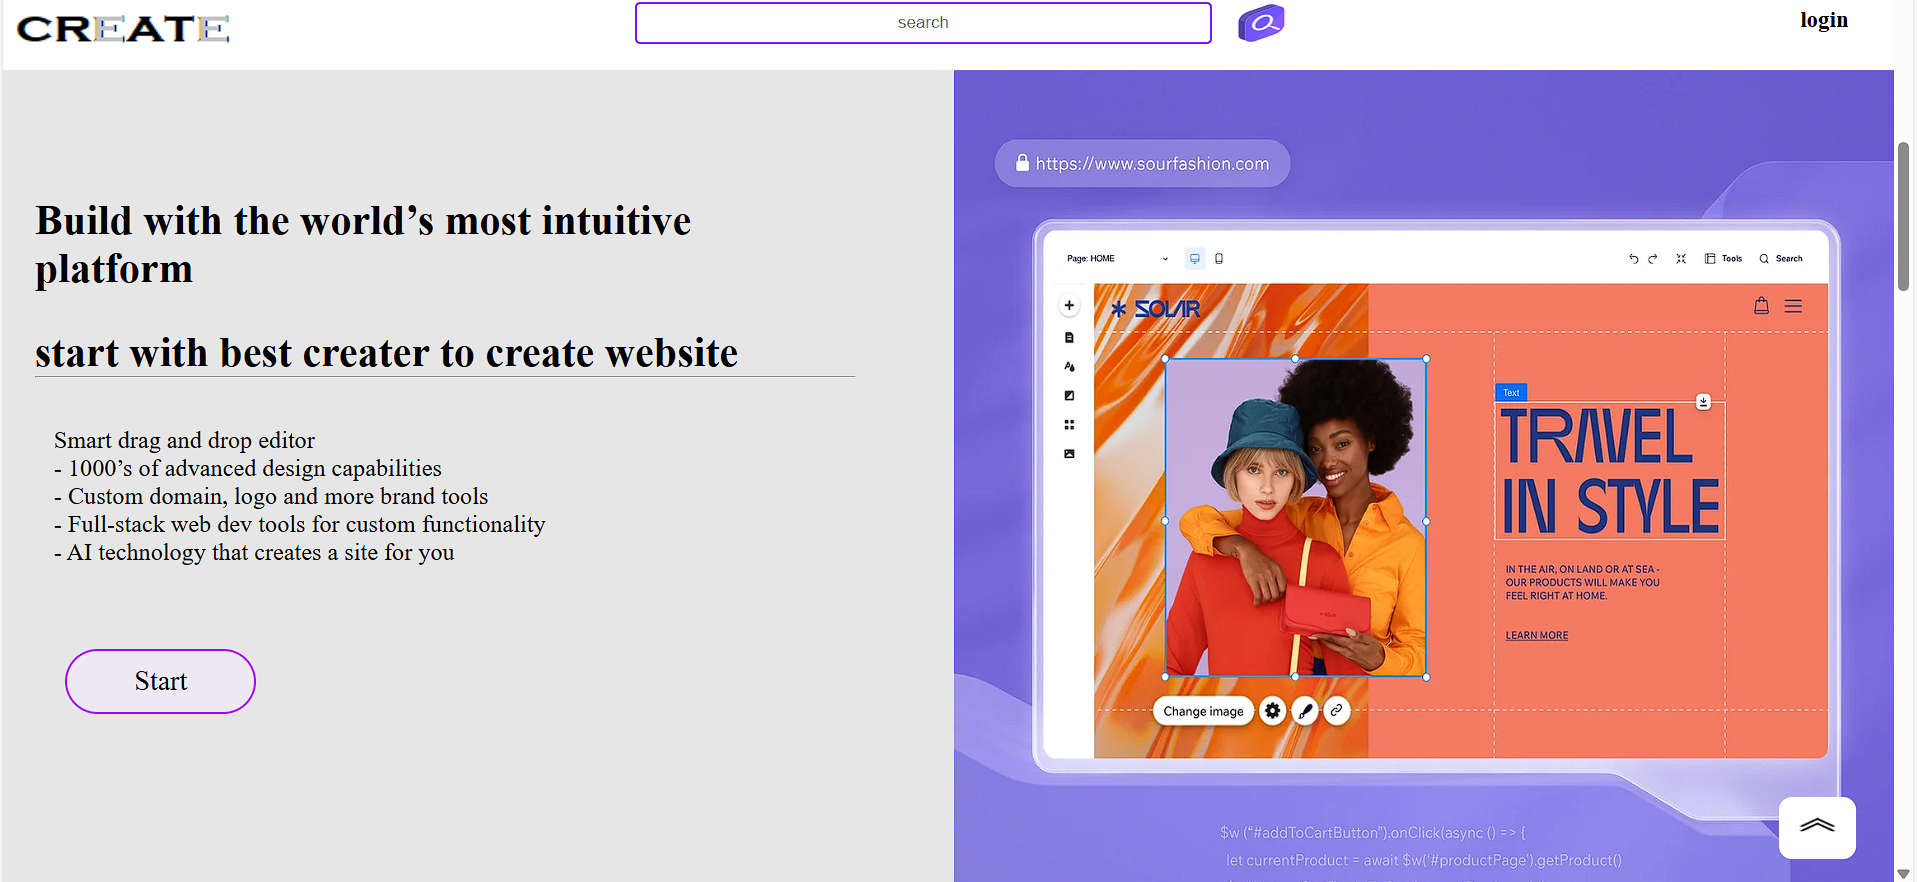 CREATE
search
login
Build with the world’s most intuitive
platform
start with best creater to create website
Smart drag and drop editor
- 1000’s of advanced design capabilities
- Custom domain, logo and more brand tools
- Full-stack web dev tools for custom functionality
- AI technology that creates a site for you
Start
https://www.sourfashion.com
Page: HOME
Tools
Search
SOLAR
Text
TRAVEL
IN STYLE
IN THE AIR, ON LAND OR AT SEA -
OUR PRODUCTS WILL MAKE YOU
FEEL RIGHT AT HOME.
LEARN MORE
Change image
$w (“#addToCartButton”).onClick(async () => {
let currentProduct = await $w('#productPage').getProduct()